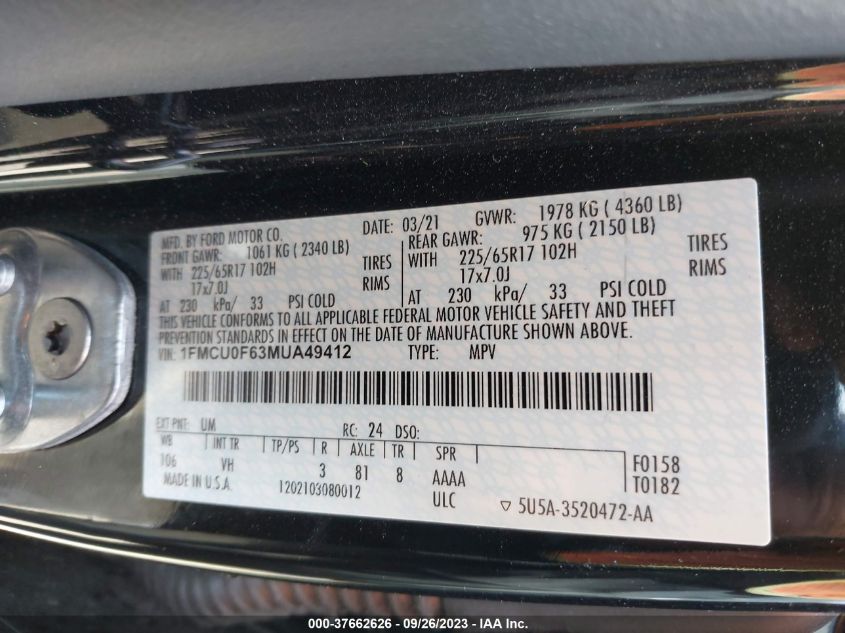 MFD. BY FORD MOTOR CO. DATE: 03/21 GVWR: 1978 KG ( 4360 LB)
FRONT GAWR: 1061 KG ( 2340 LB) REAR GAWR: 975 KG ( 2150 LB)
WITH 225/65R17 102H TIRES WITH 225/65R17 102H TIRES
17x7.0J RIMS 17x7.0J RIMS
AT 230 kPa/ 33 PSI COLD AT 230 kPa/ 33 PSI COLD
THIS VEHICLE CONFORMS TO ALL APPLICABLE FEDERAL MOTOR VEHICLE SAFETY AND THEFT
PREVENTION STANDARDS IN EFFECT ON THE DATE OF MANUFACTURE SHOWN ABOVE.
VIN: 1FMCU0F63MUA49412 TYPE: MPV
EXT PNT: UM RC: 24 DSO:
WB INT TR TP/PS R AXLE TR SPR
106 VH 3 81 8 AAAA F0158
MADE IN U.S.A. 1202103080012 ULC T0182
▽ 5U5A-3520472-AA
000-37662626 - 09/26/2023 - IAA Inc.